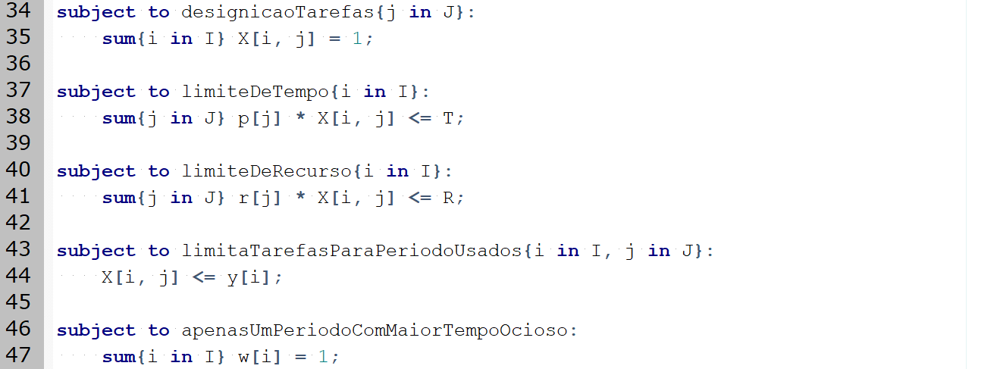 34 subject to designicaoTarefas{j in J}:
35     sum{i in I} X[i, j] = 1;
36
37 subject to limiteDeTempo{i in I}:
38     sum{j in J} p[j] * X[i, j] <= T;
39
40 subject to limiteDeRecurso{i in I}:
41     sum{j in J} r[j] * X[i, j] <= R;
42
43 subject to limitaTarefasParaPeriodoUsados{i in I, j in J}:
44     X[i, j] <= y[i];
45
46 subject to apenasUmPeriodoComMaiorTempoOcioso:
47     sum{i in I} w[i] = 1;